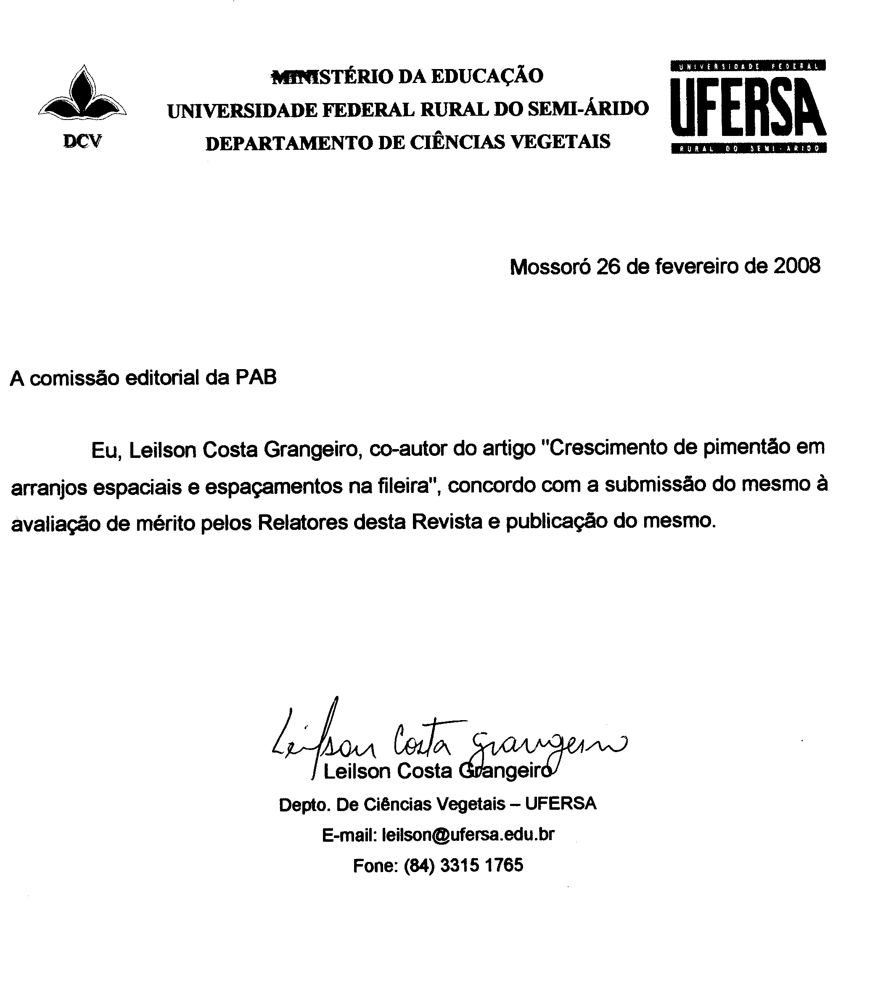 MINISTÉRIO DA EDUCAÇÃO
UNIVERSIDADE FEDERAL RURAL DO SEMI-ÁRIDO
DEPARTAMENTO DE CIÊNCIAS VEGETAIS
DCV
UNIVERSIDADE FEDERAL
UFERSA
RURAL DO SEMI-ARIDO
Mossoró 26 de fevereiro de 2008
A comissão editorial da PAB
Eu, Leilson Costa Grangeiro, co-autor do artigo "Crescimento de pimentão em
arranjos espaciais e espaçamentos na fileira", concordo com a submissão do mesmo à
avaliação de mérito pelos Relatores desta Revista e publicação do mesmo.
Leilson Costa Grangeiro
Leilson Costa Grangeiro
Depto. De Ciências Vegetais – UFERSA
E-mail: leilson@ufersa.edu.br
Fone: (84) 3315 1765